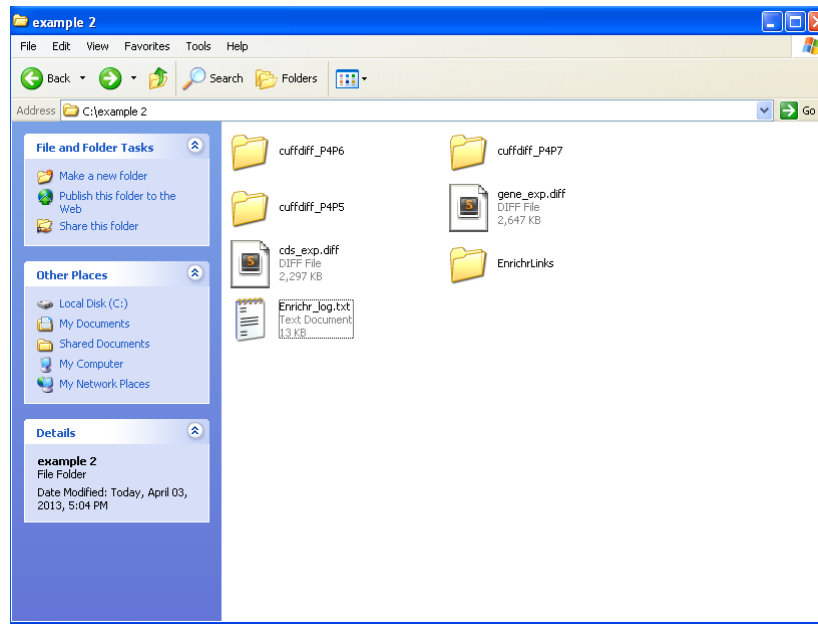 example 2
File Edit View Favorites Tools Help
Back Search Folders
Address C:\example 2 Go
File and Folder Tasks
Make a new folder
Publish this folder to the
Web
Share this folder
Other Places
Local Disk (C:)
My Documents
Shared Documents
My Computer
My Network Places
Details
example 2
File Folder
Date Modified: Today, April 03,
2013, 5:04 PM
cuffdiff_P4P6
cuffdiff_P4P7
cuffdiff_P4P5
gene_exp.diff
DIFF File
2,647 KB
cds_exp.diff
DIFF File
2,297 KB
EnrichrLinks
Enrichr_log.txt
Text Document
13 KB